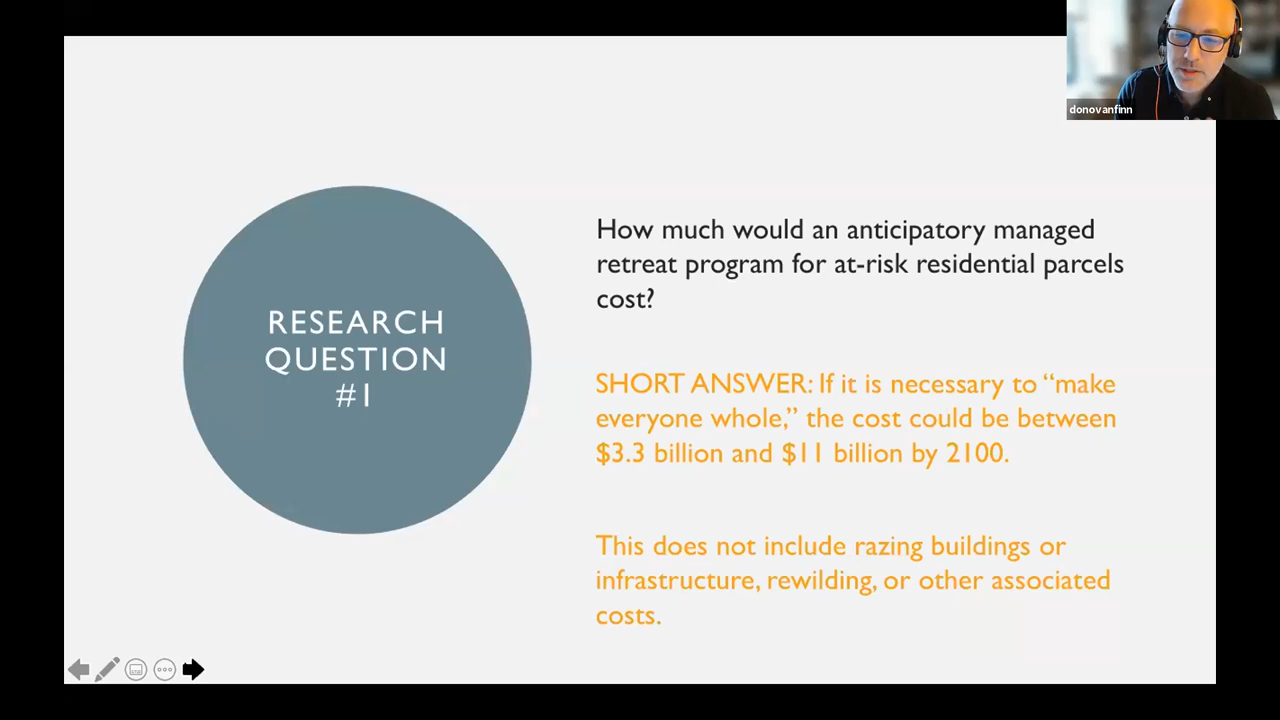 donovanfinn
RESEARCH
QUESTION
#1
How much would an anticipatory managed
retreat program for at-risk residential parcels
cost?
SHORT ANSWER: If it is necessary to “make
everyone whole,” the cost could be between
$3.3 billion and $11 billion by 2100.
This does not include razing buildings or
infrastructure, rewilding, or other associated
costs.